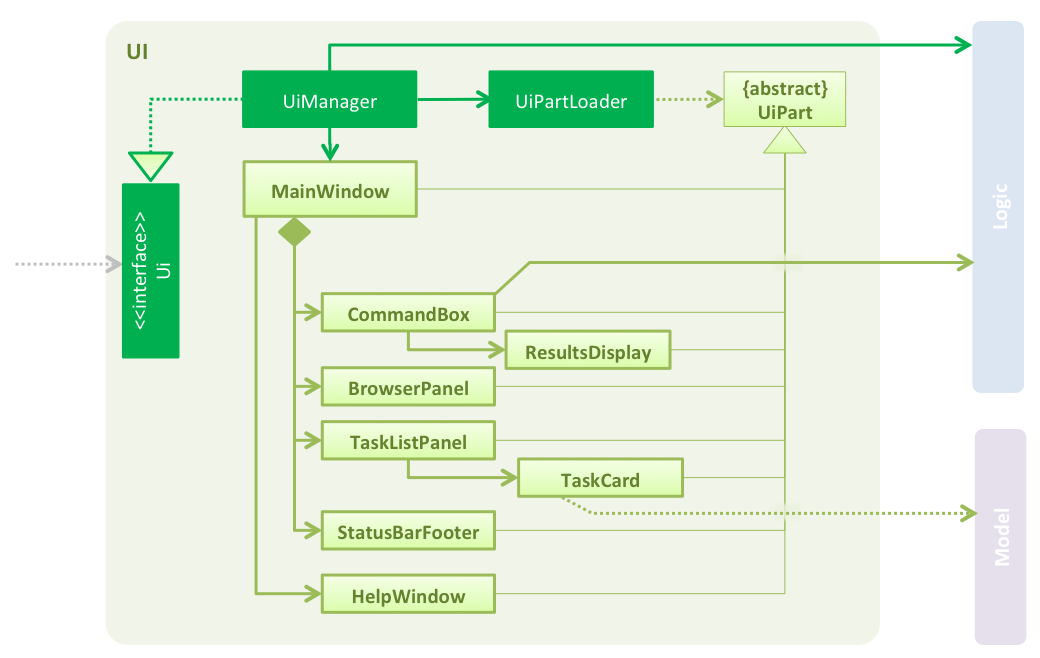 UI
UiManager
UiPartLoader
{abstract}
UiPart
MainWindow
<<interface>>
Ui
Logic
CommandBox
ResultsDisplay
BrowserPanel
TaskListPanel
TaskCard
StatusBarFooter
Model
HelpWindow